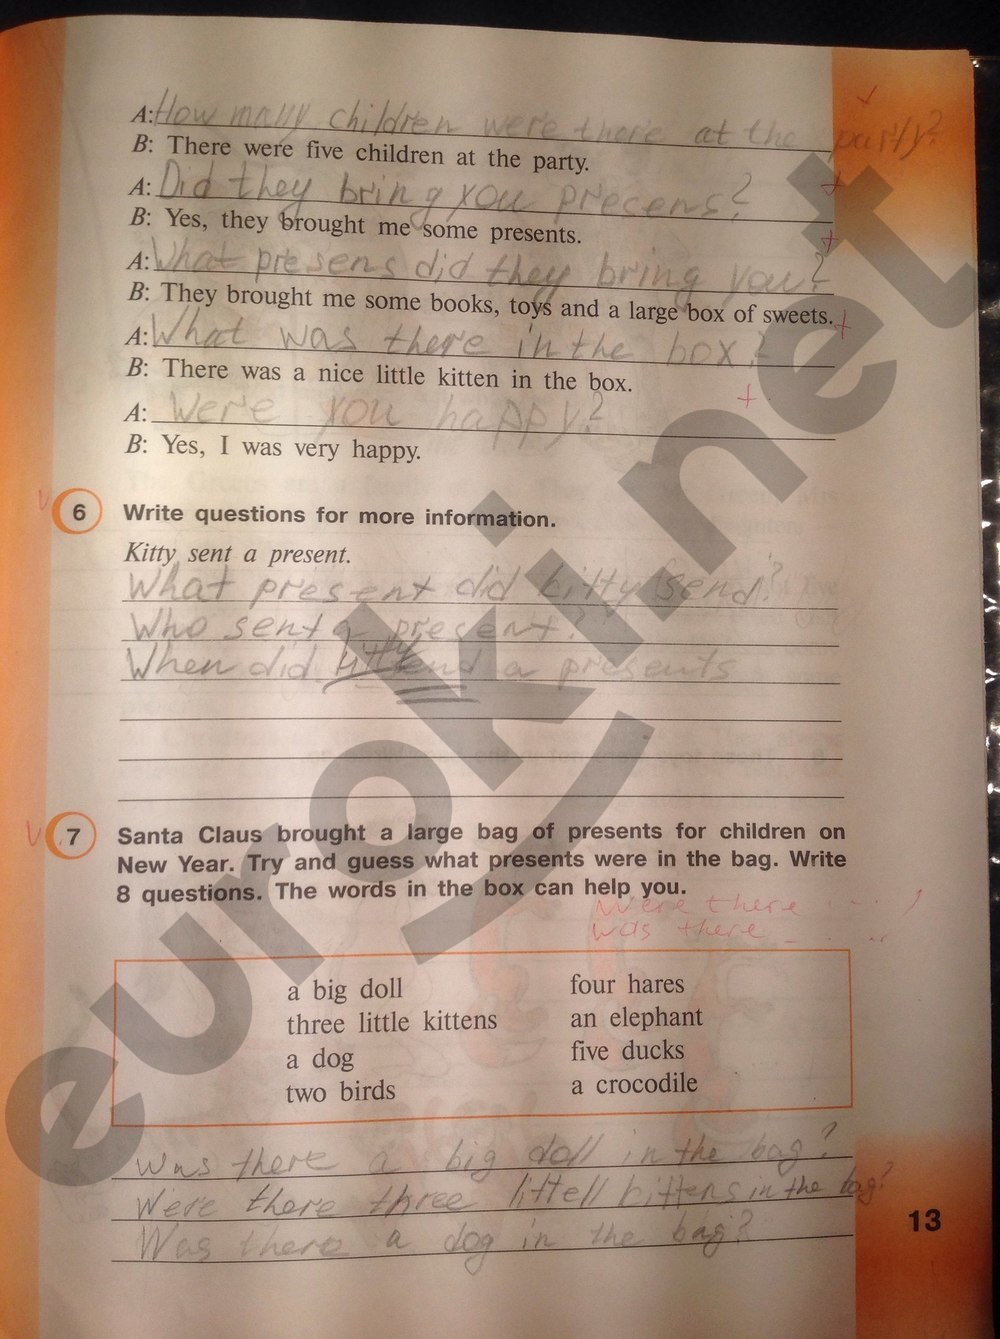 A: How many children were there at the party?
B: There were five children at the party.
A: Did they bring you presens?
B: Yes, they brought me some presents.
A: What presens did they bring you?
B: They brought me some books, toys and a large box of sweets.
A: What was there in the box?
B: There was a nice little kitten in the box.
A: Were you happy?
B: Yes, I was very happy.
6 Write questions for more information.
Kitty sent a present.
What present did kitty send?
Who sent a present?
When did a presents
7 Santa Claus brought a large bag of presents for children on
New Year. Try and guess what presents were in the bag. Write
8 questions. The words in the box can help you.
Were there
was there
a big doll four hares
three little kittens an elephant
a dog five ducks
two birds a crocodile
Was there a big doll in the bag?
Were there three littell kittens in the bag?
Was there a dog in the bag?
13
eurokinet